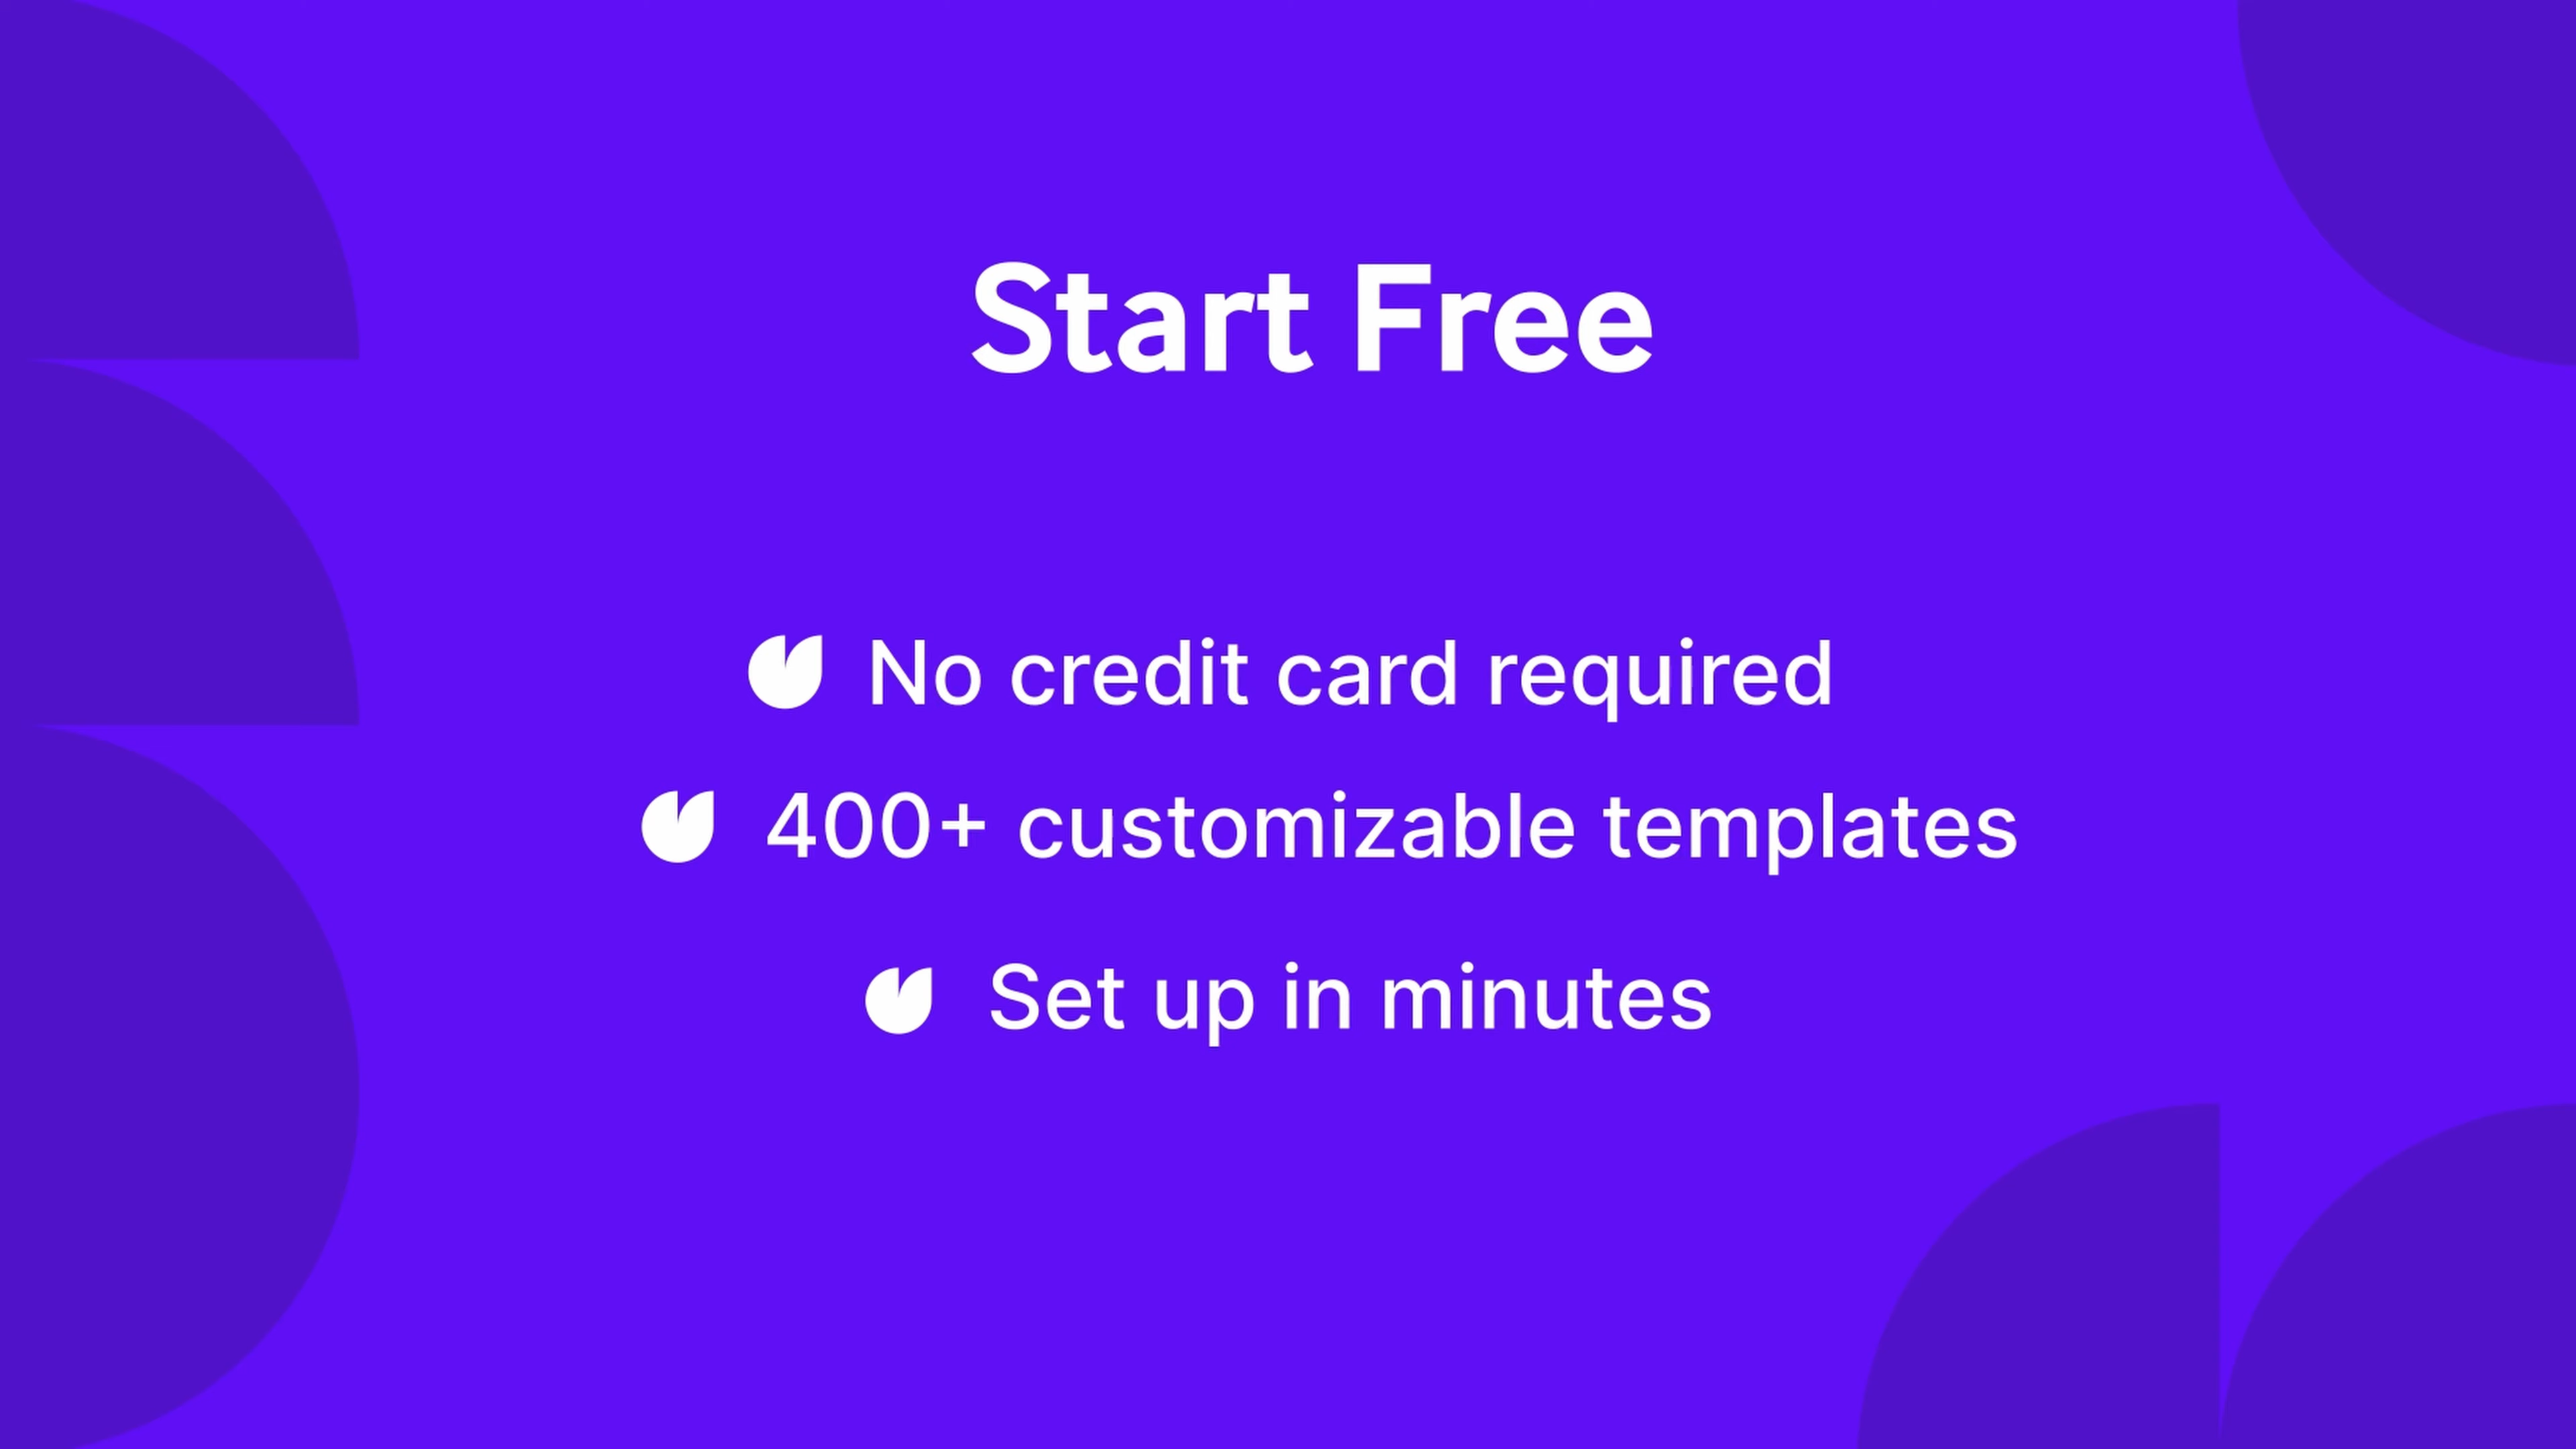 Start Free
No credit card required
400+ customizable templates
Set up in minutes